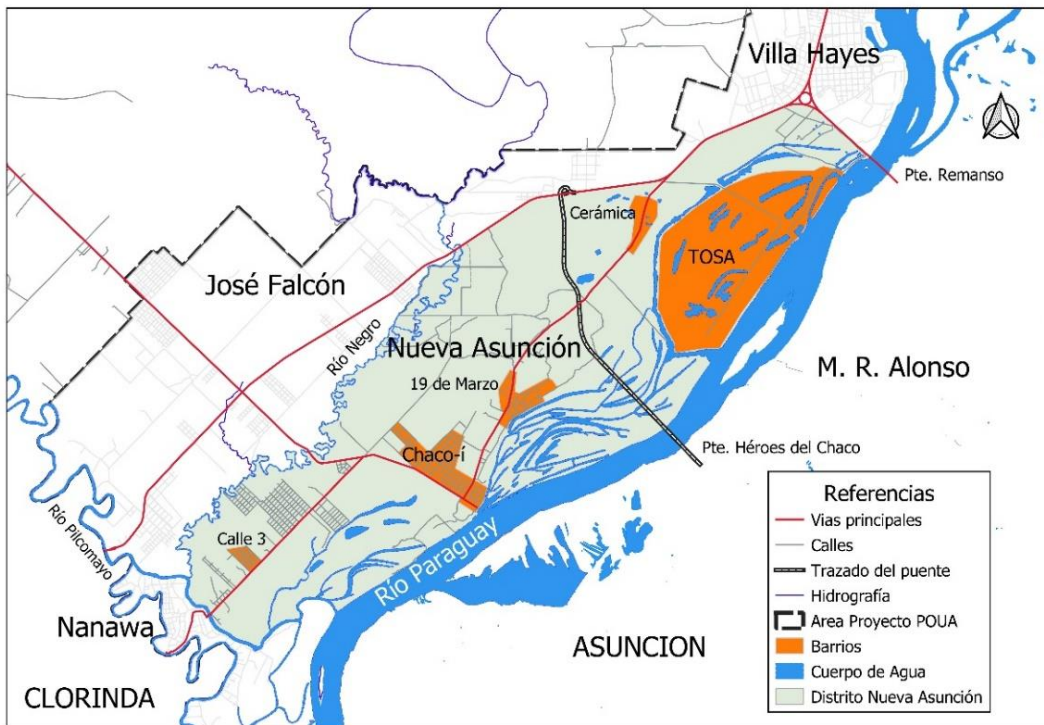 Villa Hayes
Pte. Remanso
Cerámica
TOSA
José Falcón
Río Negro
Nueva Asunción
19 de Marzo
M. R. Alonso
Chaco-í
Pte. Héroes del Chaco
Calle 3
Río Pilcomayo
Río Paraguay
Nanawa
ASUNCION
CLORINDA
Referencias
Vias principales
Calles
Trazado del puente
Hidrografía
Area Proyecto POUA
Barrios
Cuerpo de Agua
Distrito Nueva Asunción